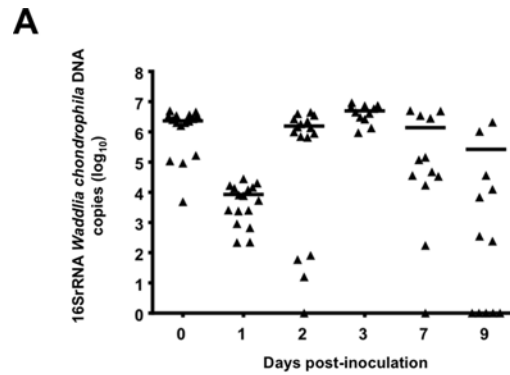 A
16SrRNA Waddlia chondrophila DNA
copies (log10)
8
7
6
5
4
3
2
1
0
0 1 2 3 7 9
Days post-inoculation